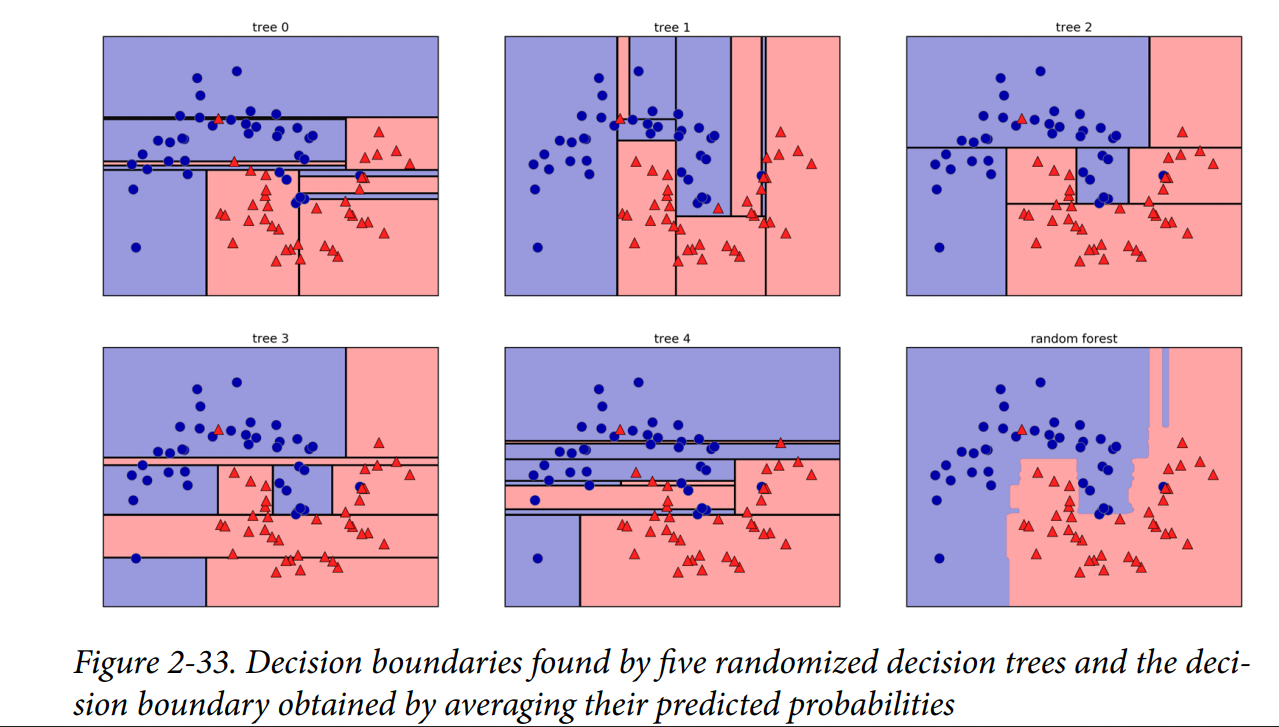 tree 0
tree 1
tree 2
tree 3
tree 4
random forest
Figure 2-33. Decision boundaries found by five randomized decision trees and the deci-
sion boundary obtained by averaging their predicted probabilities